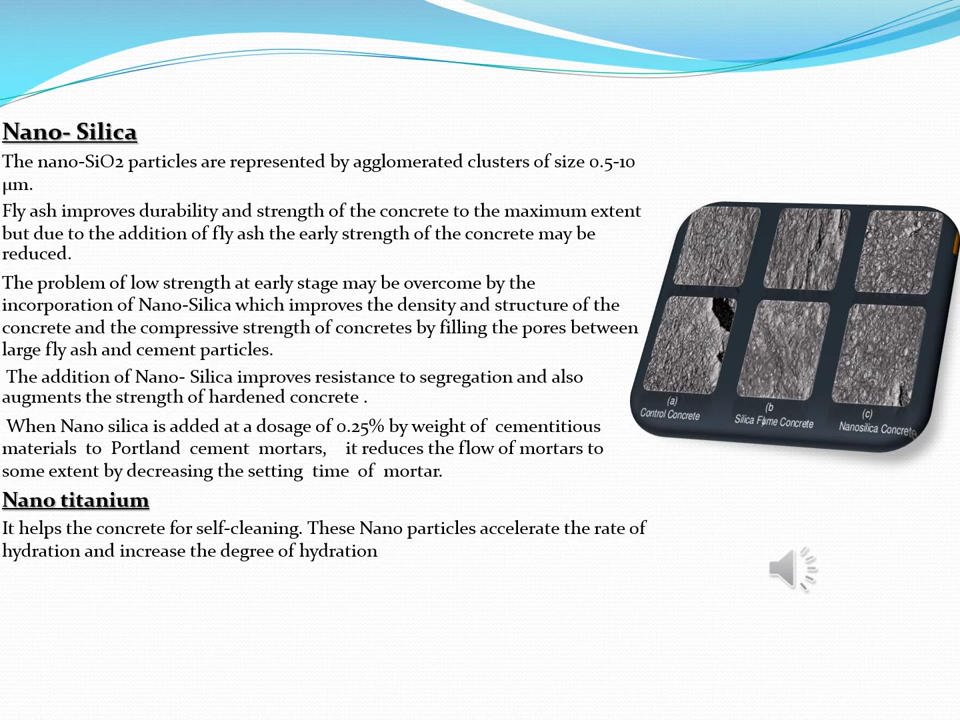 Nano- Silica
The nano-SiO2 particles are represented by agglomerated clusters of size 0.5-10
μm.
Fly ash improves durability and strength of the concrete to the maximum extent
but due to the addition of fly ash the early strength of the concrete may be
reduced.
The problem of low strength at early stage may be overcome by the
incorporation of Nano-Silica which improves the density and structure of the
concrete and the compressive strength of concretes by filling the pores between
large fly ash and cement particles.
The addition of Nano- Silica improves resistance to segregation and also
augments the strength of hardened concrete .
When Nano silica is added at a dosage of 0.25% by weight of cementitious
materials to Portland cement mortars, it reduces the flow of mortars to
some extent by decreasing the setting time of mortar.
Nano titanium
It helps the concrete for self-cleaning. These Nano particles accelerate the rate of
hydration and increase the degree of hydration
(a)
Control Concrete
(b
Silica Fume Concrete
(c)
Nanosilica Concrete